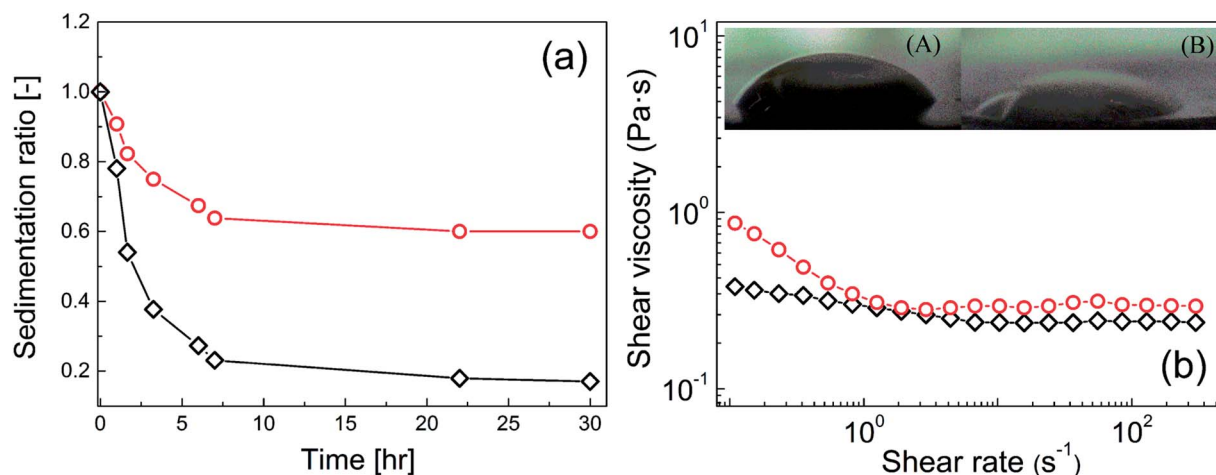 Sedimentation ratio [-]
1.2
1.0
0.8
0.6
0.4
0.2
(a)
0 5 10 15 20 25 30
Time [hr]
Shear viscosity (Pa·s)
10¹
10⁰
10⁻¹
(A) (B)
(b)
10⁰ 10¹ 10²
Shear rate (s⁻¹)